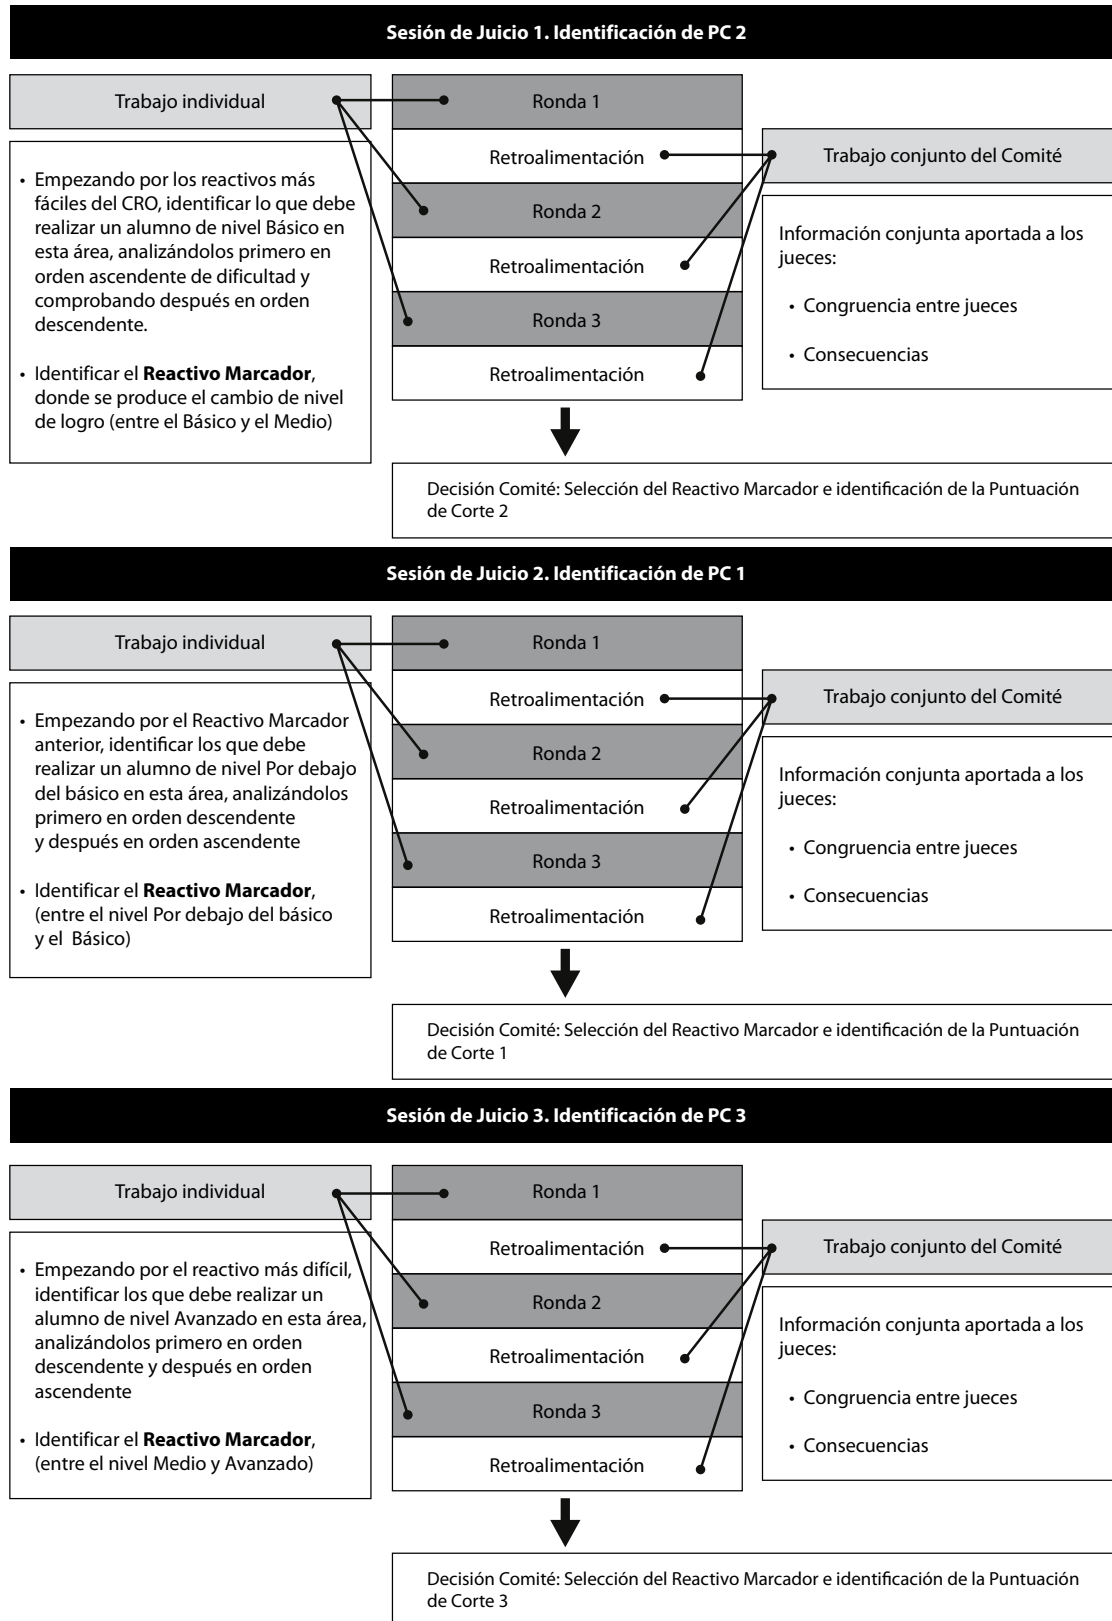 Sesión de Juicio 1. Identificación de PC 2
Trabajo individual
• Empezando por los reactivos más
fáciles del CRO, identificar lo que debe
realizar un alumno de nivel Básico en
esta área, analizándolos primero en
orden ascendente de dificultad y
comprobando después en orden
descendente.
• Identificar el Reactivo Marcador,
donde se produce el cambio de nivel
de logro (entre el Básico y el Medio)
Ronda 1
Retroalimentación
Ronda 2
Retroalimentación
Ronda 3
Retroalimentación
Trabajo conjunto del Comité
Información conjunta aportada a los
jueces:
• Congruencia entre jueces
• Consecuencias
Decisión Comité: Selección del Reactivo Marcador e identificación de la Puntuación
de Corte 2
Sesión de Juicio 2. Identificación de PC 1
Trabajo individual
• Empezando por el Reactivo Marcador
anterior, identificar los que debe
realizar un alumno de nivel Por debajo
del básico en esta área, analizándolos
primero en orden descendente
y después en orden ascendente
• Identificar el Reactivo Marcador,
(entre el nivel Por debajo del básico
y el Básico)
Ronda 1
Retroalimentación
Ronda 2
Retroalimentación
Ronda 3
Retroalimentación
Trabajo conjunto del Comité
Información conjunta aportada a los
jueces:
• Congruencia entre jueces
• Consecuencias
Decisión Comité: Selección del Reactivo Marcador e identificación de la Puntuación
de Corte 1
Sesión de Juicio 3. Identificación de PC 3
Trabajo individual
• Empezando por el reactivo más difícil,
identificar los que debe realizar un
alumno de nivel Avanzado en esta área,
analizándolos primero en orden
descendente y después en orden
ascendente
• Identificar el Reactivo Marcador,
(entre el nivel Medio y Avanzado)
Ronda 1
Retroalimentación
Ronda 2
Retroalimentación
Ronda 3
Retroalimentación
Trabajo conjunto del Comité
Información conjunta aportada a los
jueces:
• Congruencia entre jueces
• Consecuencias
Decisión Comité: Selección del Reactivo Marcador e identificación de la Puntuación
de Corte 3